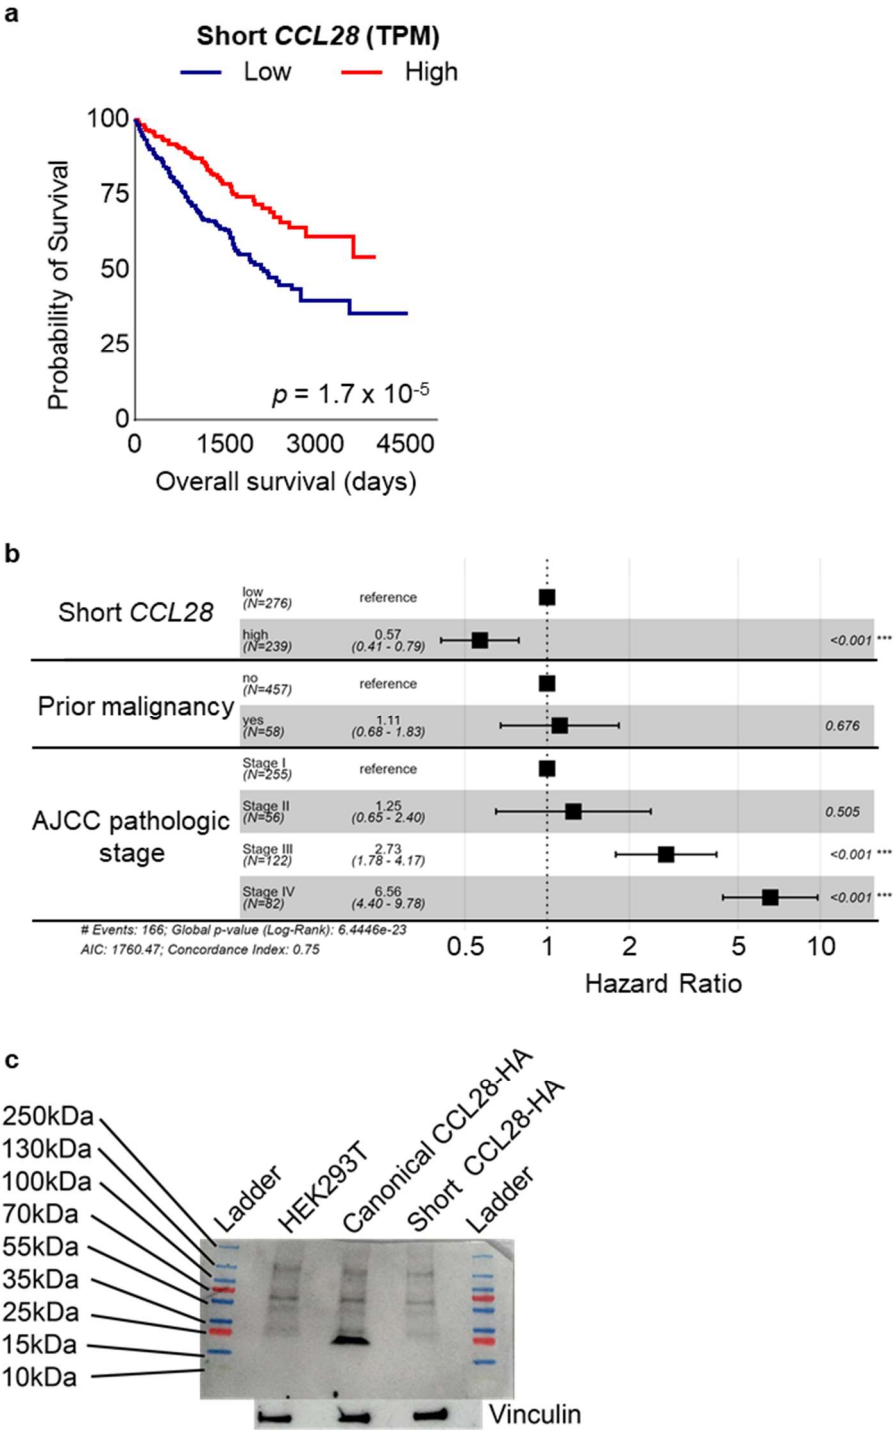 a
Short CCL28 (TPM)
Low High
Probability of Survival
100
75
50
25
0
p = 1.7 x 10-5
0 1500 3000 4500
Overall survival (days)
b
Short CCL28
low
(N=276)
reference
high
(N=239)
0.57
(0.41 - 0.79)
<0.001 ***
Prior malignancy
no
(N=457)
reference
yes
(N=58)
1.11
(0.68 - 1.83)
0.676
AJCC pathologic
stage
Stage I
(N=255)
reference
Stage II
(N=56)
1.25
(0.65 - 2.40)
0.505
Stage III
(N=122)
2.73
(1.78 - 4.17)
<0.001 ***
Stage IV
(N=82)
6.56
(4.40 - 9.78)
<0.001 ***
# Events: 166; Global p-value (Log-Rank): 6.4446e-23
AIC: 1760.47; Concordance Index: 0.75
0.5 1 2 5 10
Hazard Ratio
c
250kDa
130kDa
100kDa
70kDa
55kDa
35kDa
25kDa
15kDa
10kDa
Ladder
HEK293T
Canonical CCL28-HA
Short CCL28-HA
Ladder
Vinculin